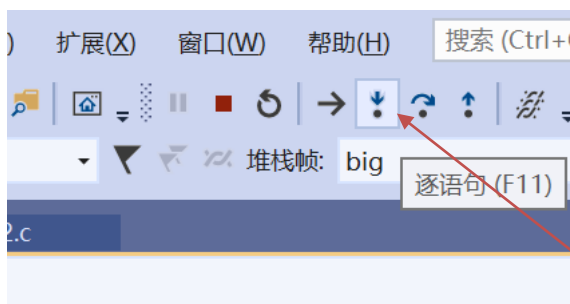 ) 扩展(X) 窗口(W) 帮助(H) 搜索 (Ctrl+
堆栈帧: big
逐语句 (F11)
2.c